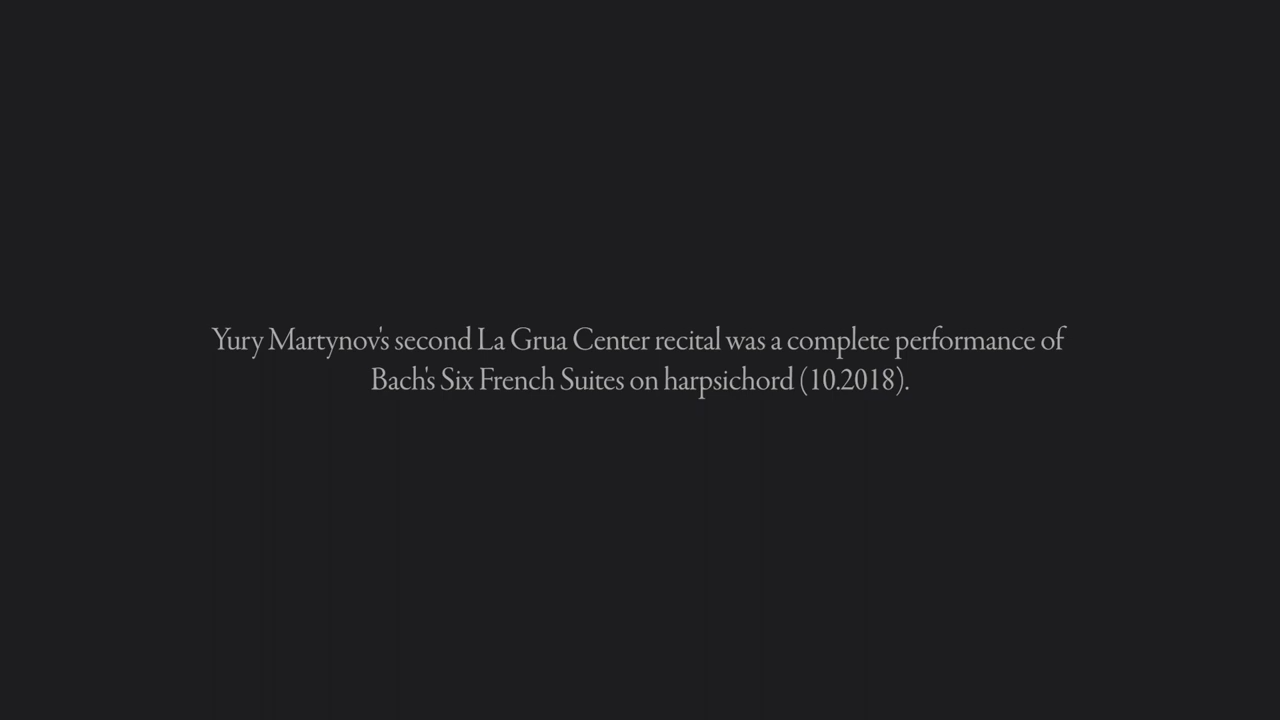 Yury Martynov's second La Grua Center recital was a complete performance of
Bach's Six French Suites on harpsichord (10.2018).